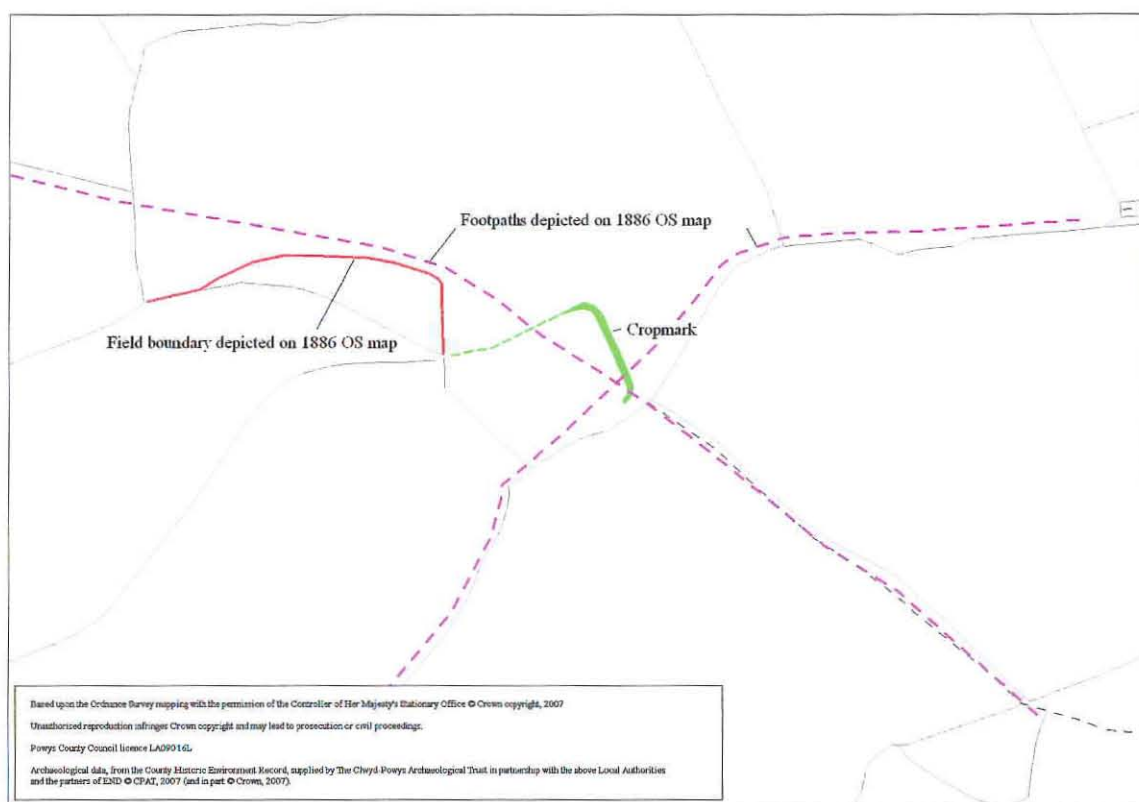 Footpaths depicted on 1886 OS map
Cropmark
Field boundary depicted on 1886 OS map
Based upon the Ordnance Survey mapping with the permission of the Controller of Her Majesty's Stationary Office © Crown copyright, 2007
Unauthorised reproduction infringes Crown copyright and may lead to prosecution or civil proceedings.
Powys County Council licence LA09016L
Archaeological data, from the County Historic Environment Record, supplied by The Clwyd-Powys Archaeological Trust in partnership with the above Local Authorities
and the partners of END © CPAT, 2007 (and in part © Crown, 2007).